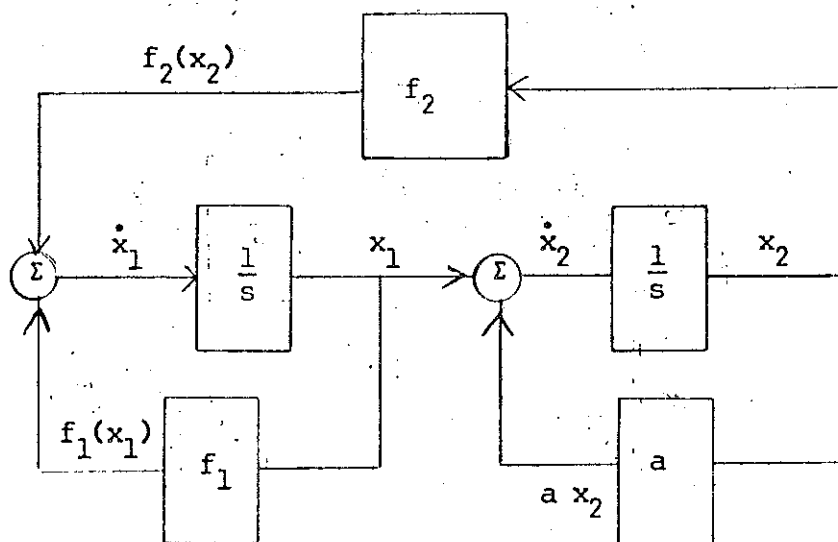 f₂(x₂)
f₂
Σ
ẋ₁
1/s
x₁
Σ
ẋ₂
1/s
x₂
f₁(x₁)
f₁
a x₂
a